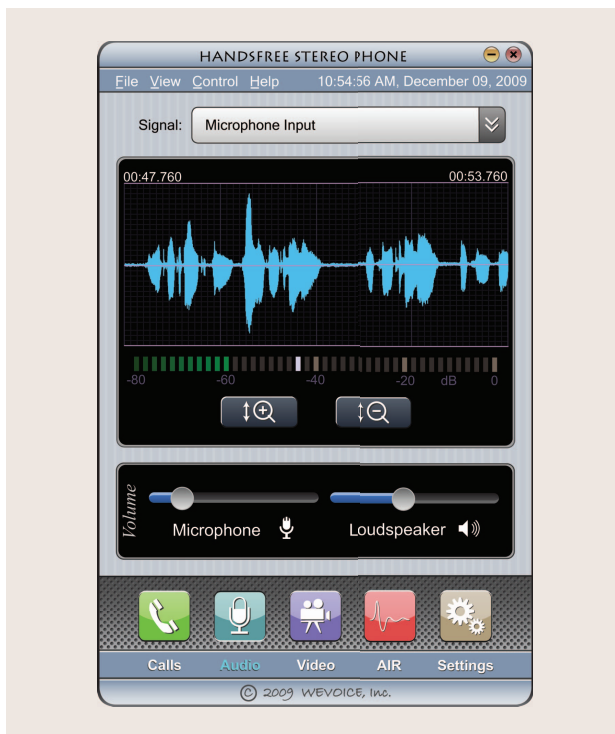 HANDSFREE STEREO PHONE
File View Control Help 10:54:56 AM, December 09, 2009
Signal: Microphone Input
00:47.760 00:53.760
-80 -60 -40 -20 dB 0
Volume
Microphone Loudspeaker
Calls Audio Video AIR Settings
© 2009 WEVOICE, Inc.